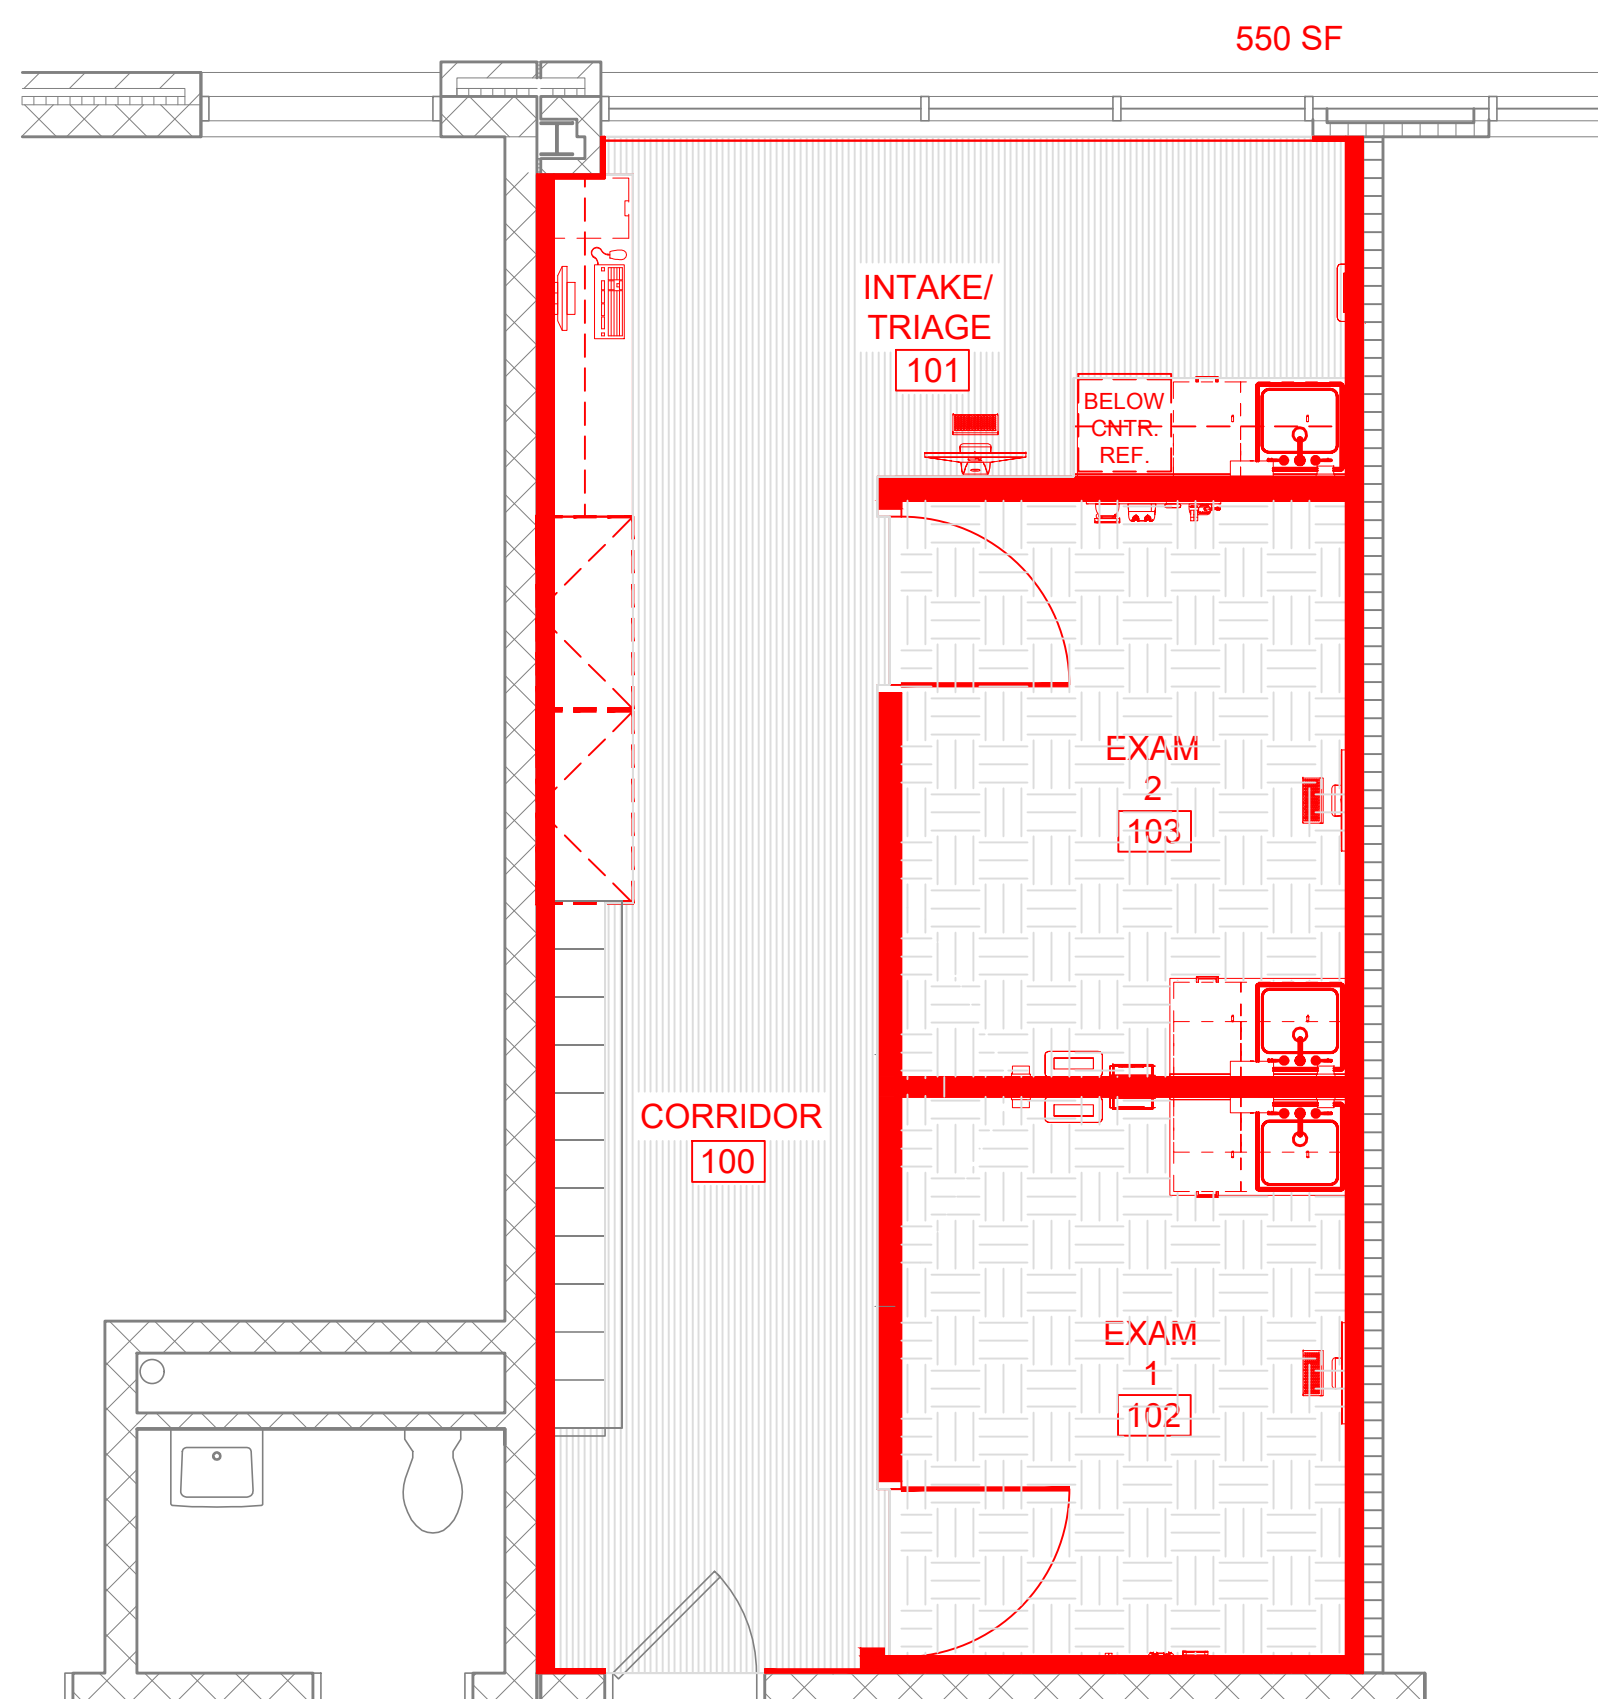 550 SF
INTAKE/
TRIAGE
101
BELOW
CNTR.
REF.
EXAM
2
103
CORRIDOR
100
EXAM
1
102